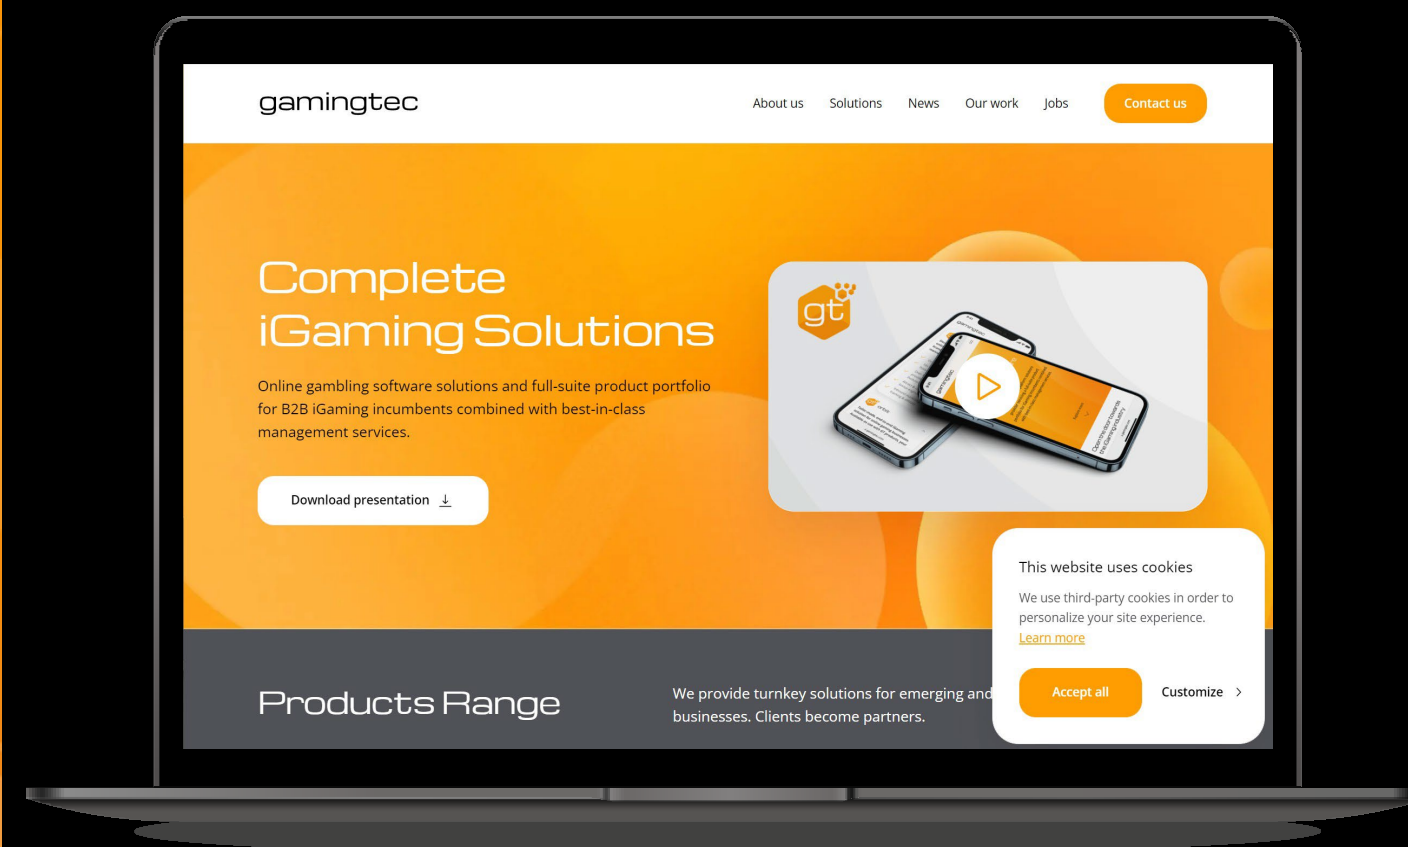 gamingtec
About us Solutions News Our work Jobs Contact us
Complete
iGaming Solutions
Online gambling software solutions and full-suite product portfolio
for B2B iGaming incumbents combined with best-in-class
management services.
Download presentation
gt
This website uses cookies
We use third-party cookies in order to
personalize your site experience.
Learn more
Accept all Customize
Products Range
We provide turnkey solutions for emerging and
businesses. Clients become partners.